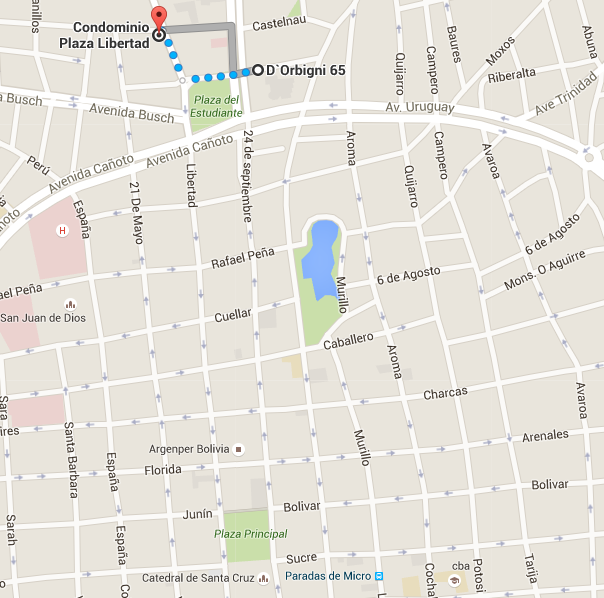 anillos
Condominio
Plaza Libertad
Castelnau
D`Orbigni 65
Baures
Moxos
Abuna
Quijarro
Campero
Riberalta
Ave Trinidad
a Busch
Avenida Busch
Plaza del
Estudiante
Av. Uruguay
Avenida Cañoto
Avenida Cañoto
24 de septiembre
Aroma
Avaroa
Perú
Libertad
Quijarro
Campero
21 de Mayo
España
H
añoto
6 de Agosto
Rafael Peña
Mons. O Aguirre
6 de Agosto
Murillo
ael Peña
San Juan de Dios
Cuellar
Caballero
Aroma
Charcas
Avaroa
Sara
ires
Santa Barbara
España
Murillo
Arenales
Argenper Bolivia
Florida
Bolivar
Bolivar
Junín
Sarah
España
Plaza Principal
Sucre
Catedral de Santa Cruz
Paradas de Micro
cba
Cocha
Potosi
Tarija